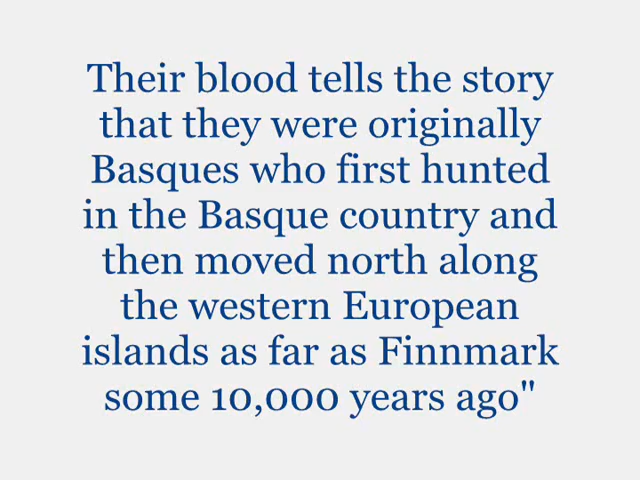 Their blood tells the story
that they were originally
Basques who first hunted
in the Basque country and
then moved north along
the western European
islands as far as Finnmark
some 10,000 years ago"